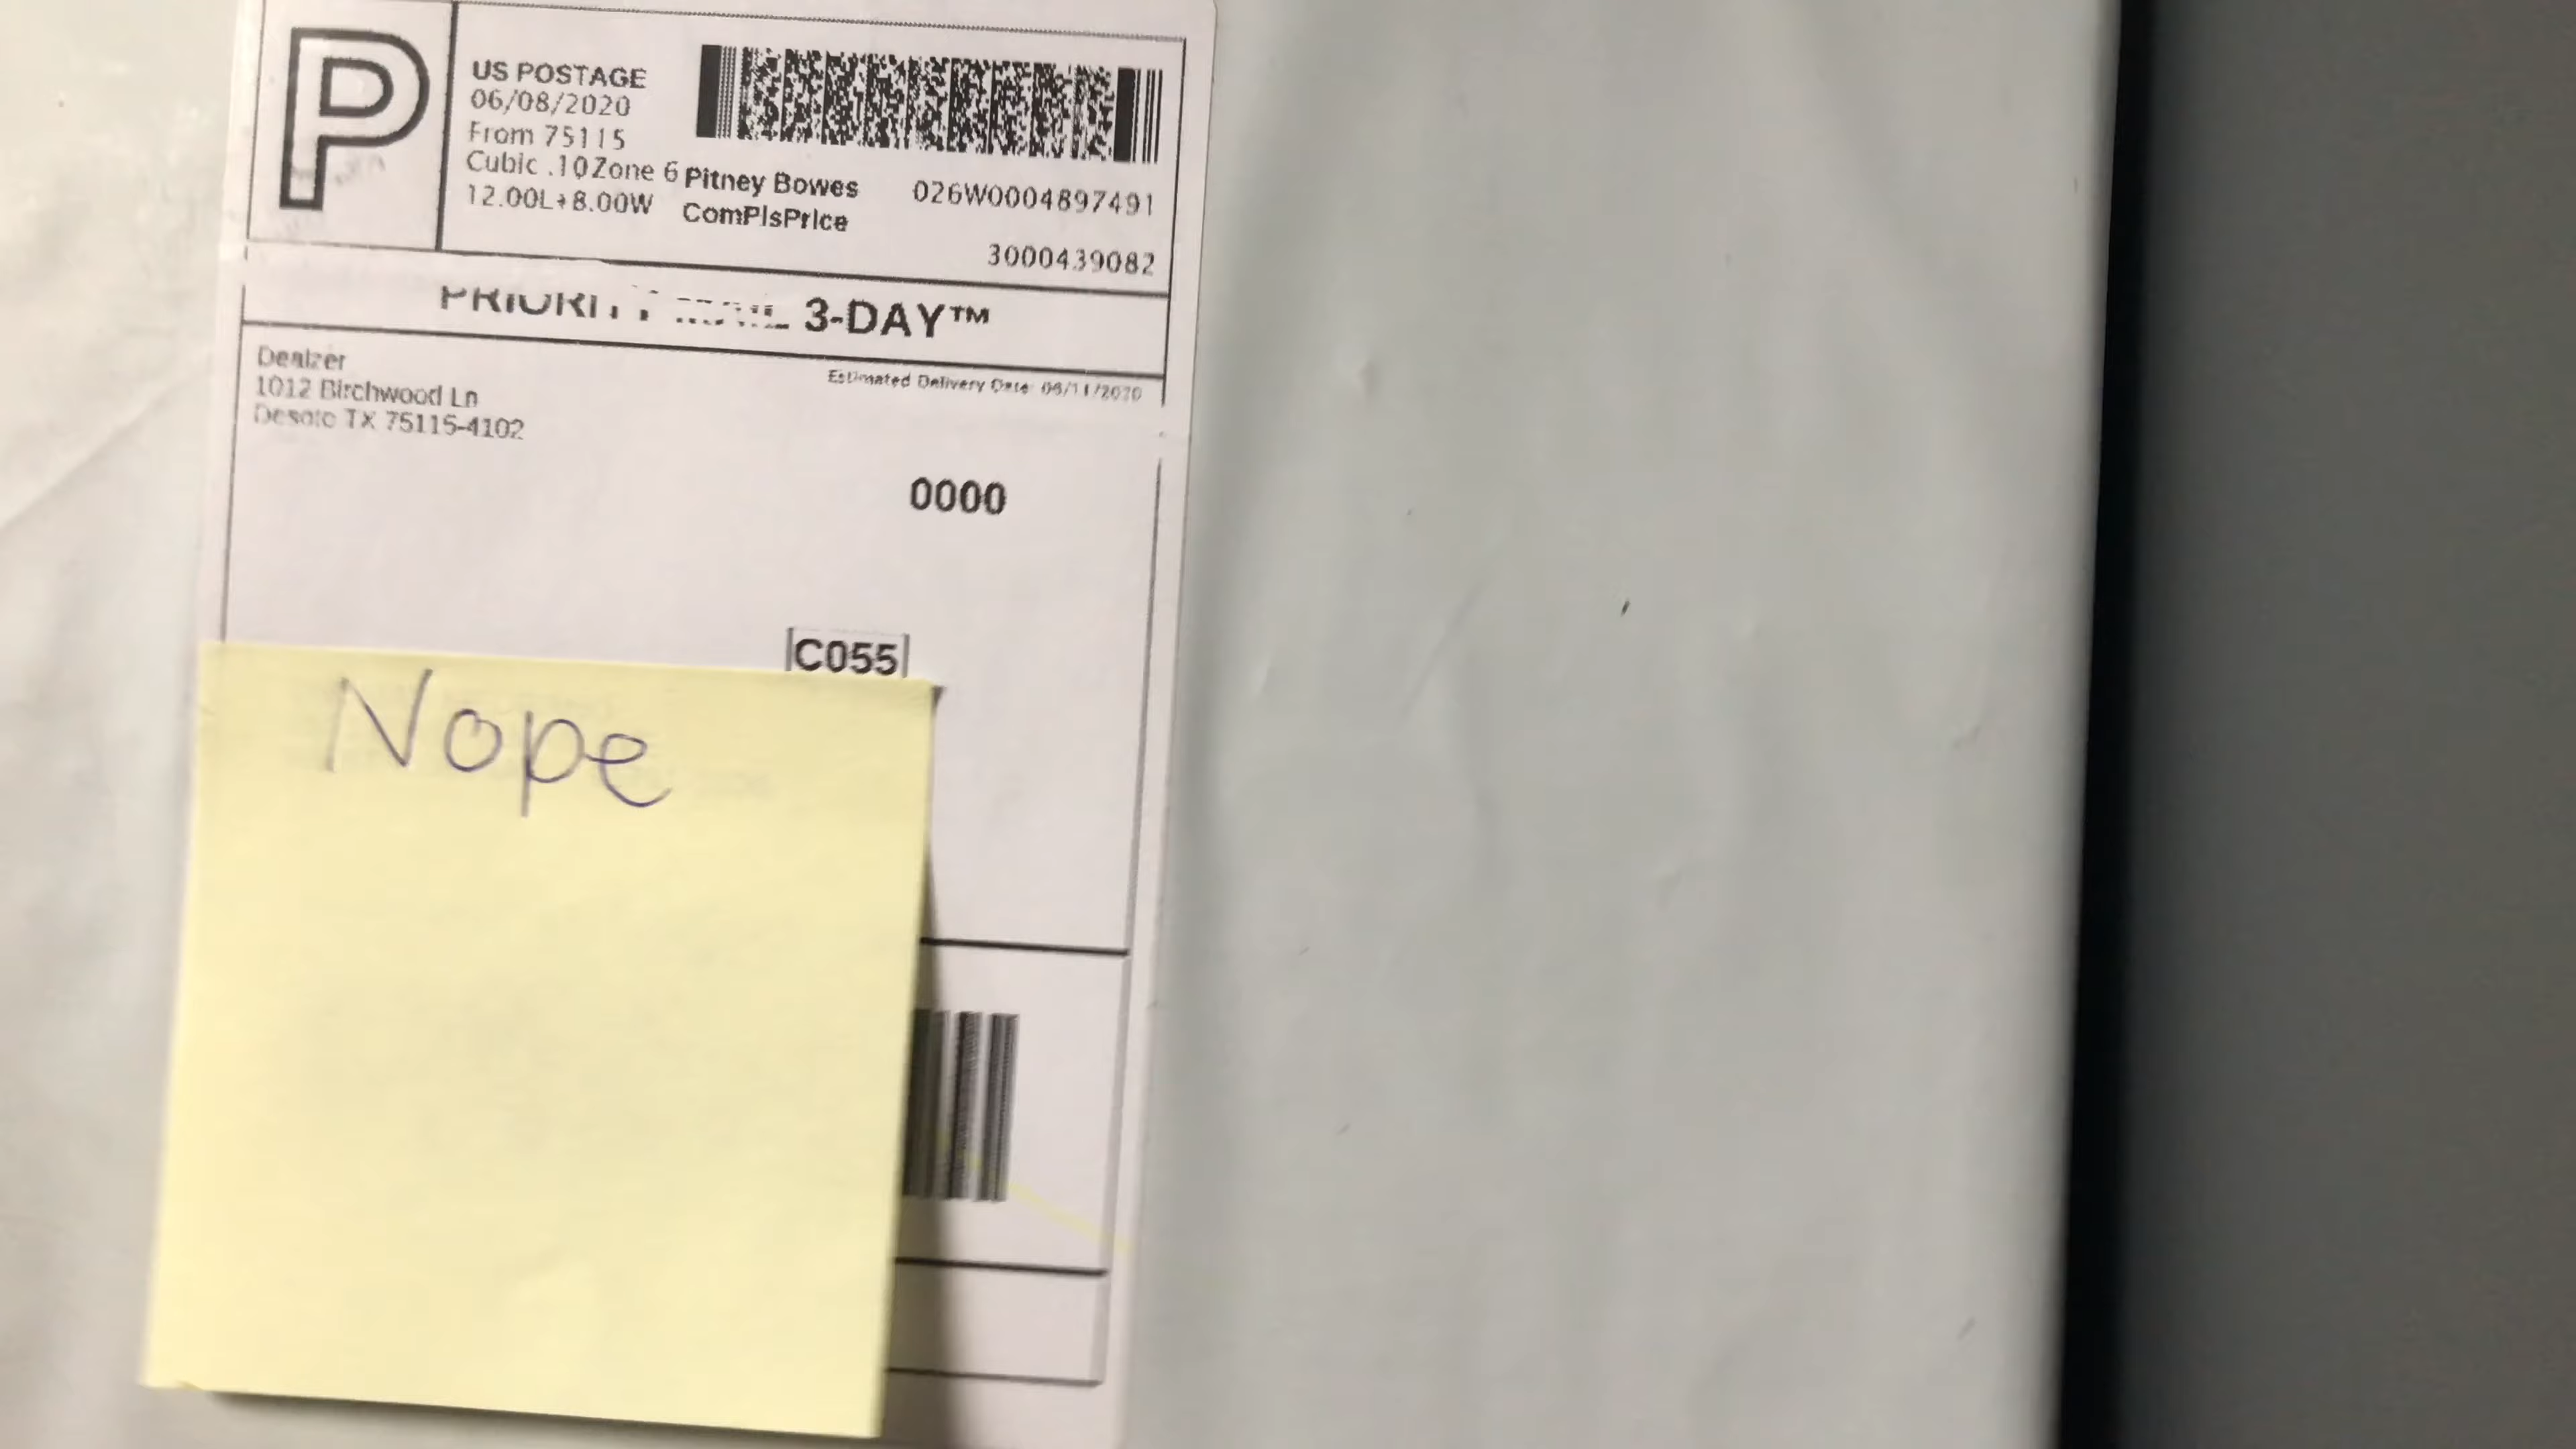 P
US POSTAGE
06/08/2020
From 75115
Cubic .10 Zone 6
12.00L+8.00W
Pitney Bowes
ComPlsPrice
026W0004897491
3000439082
PRIORITY MAIL 3-DAY™
Dealzer
1012 Birchwood Ln
Desoto TX 75115-4102
Estimated Delivery Date: 06/11/2020
0000
C055
Nope